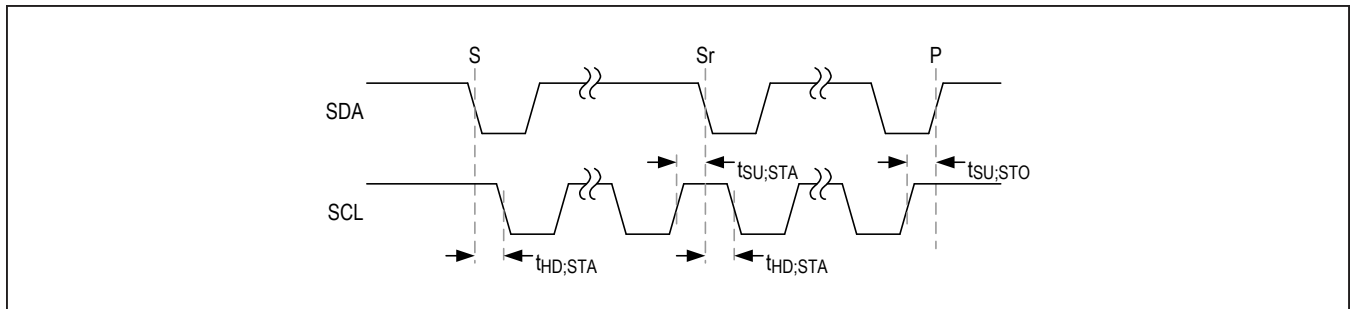 S Sr P
SDA
tSU;STA tSU;STO
SCL
tHD;STA tHD;STA